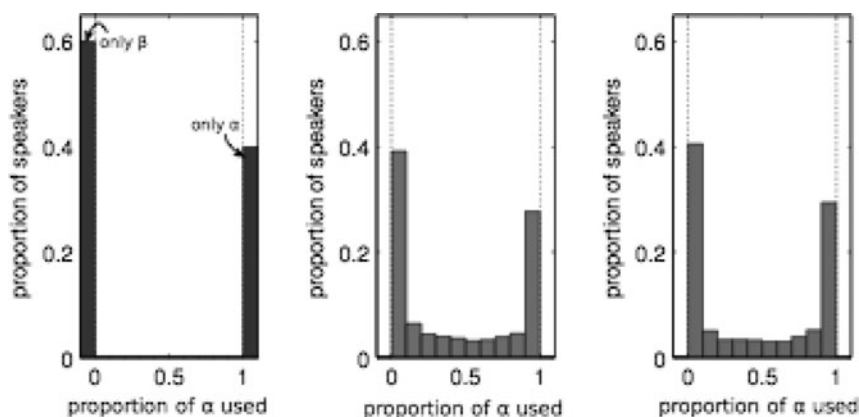 0.6
0.4
0.2
0
proportion of speakers
only β
only α
0 0.5 1
proportion of α used
0.6
0.4
0.2
0
proportion of speakers
0 0.5 1
proportion of α used
0.6
0.4
0.2
0
proportion of speakers
0 0.5 1
proportion of α used